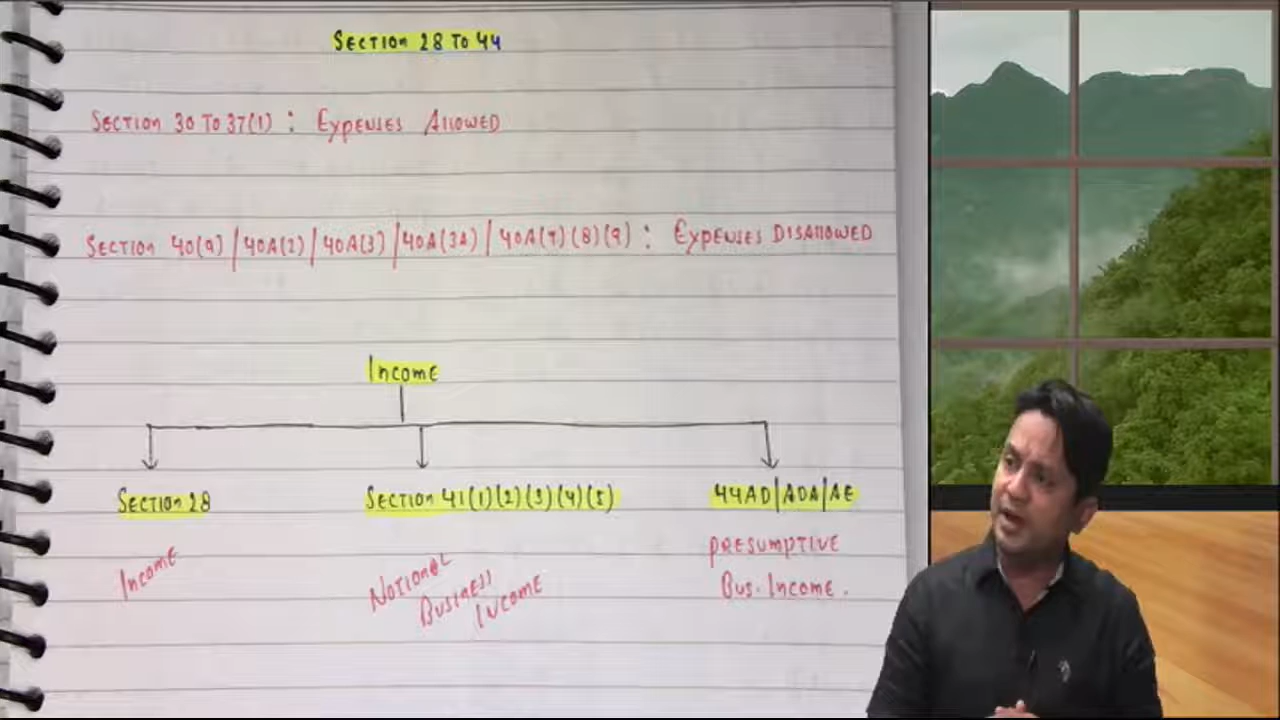 SECTION 28 TO 44
SECTION 30 TO 37(1) : EXPENSES ALLOWED
SECTION 40(a) | 40A(2) | 40A(3) | 40A(3A) | 40A(7)(8)(9) : EXPENSES DISALLOWED
INCOME
SECTION 28
SECTION 41(1)(2)(3)(4)(5)
44AD|ADA|AE
INCOME
NOTIONAL
BUSINESS
INCOME
PRESUMPTIVE
BUS. INCOME.